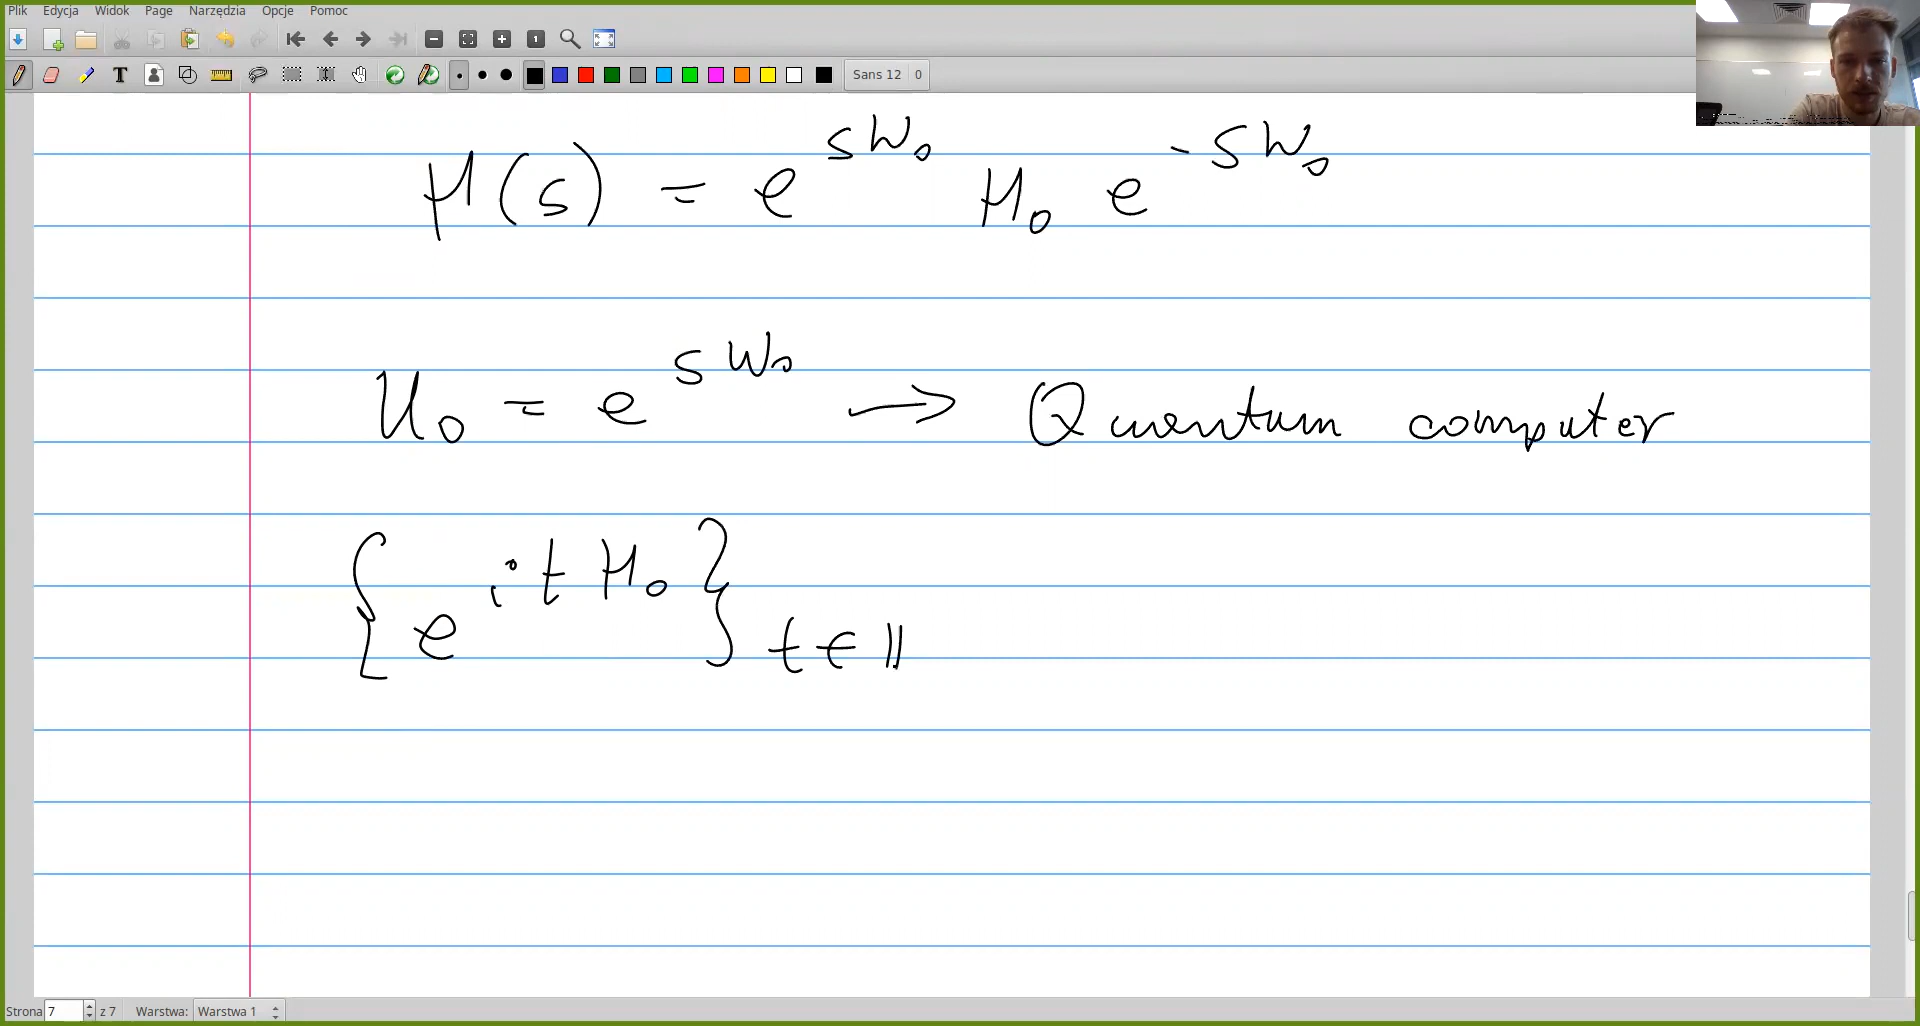 Plik Edycja Widok Page Narzędzia Opcje Pomoc
Sans 12 0
H(s) = e^{sW₀} H₀ e^{-sW₀}
U₀ = e^{sW₀} → Quantum computer
{e^{itH₀}}_{t∈
Strona 7 z 7 Warstwa: Warstwa 1